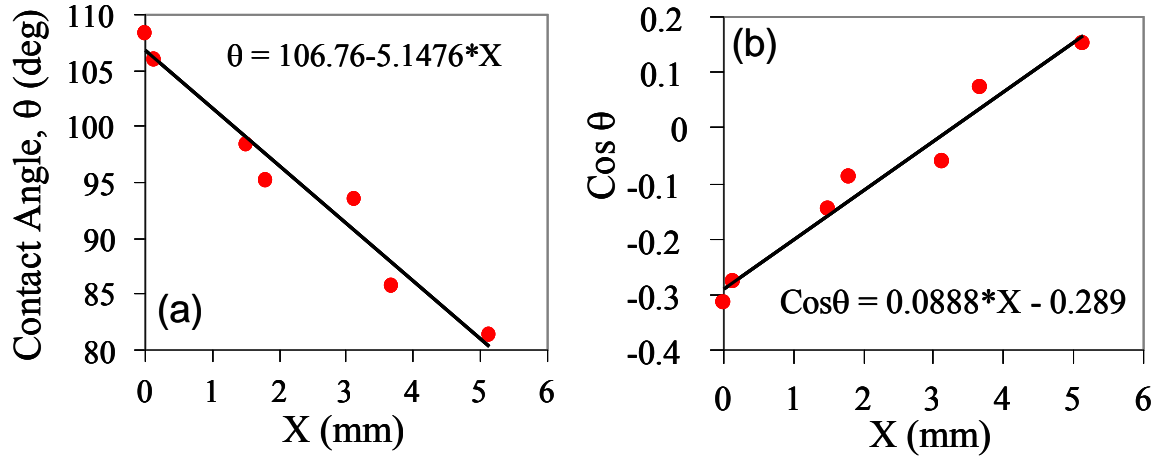 110
105
100
95
90
85
80
Contact Angle, θ (deg)
θ = 106.76-5.1476*X
(a)
0 1 2 3 4 5 6
X (mm)
0.2
0.1
0
-0.1
-0.2
-0.3
-0.4
Cos θ
(b)
Cosθ = 0.0888*X - 0.289
0 1 2 3 4 5 6
X (mm)